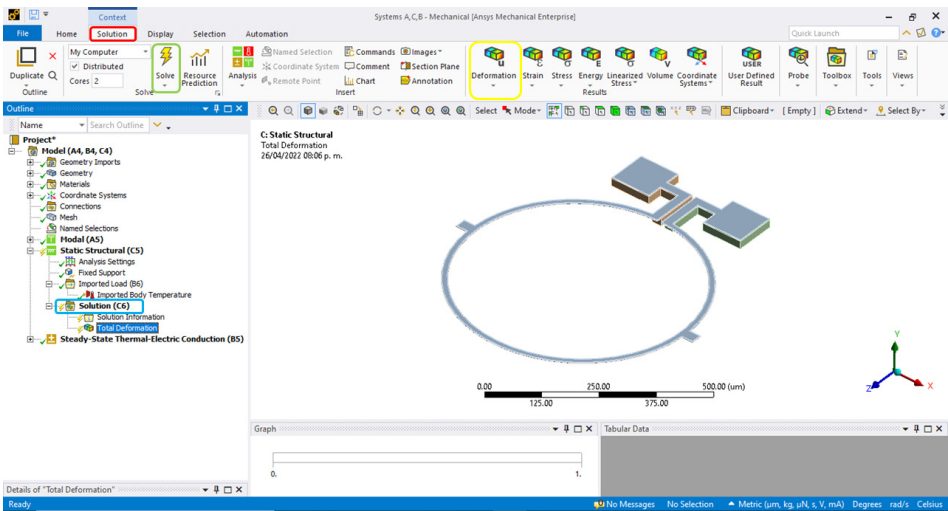 Context
Systems A,C,B - Mechanical [Ansys Mechanical Enterprise]
File Home Solution Display Selection Automation Quick Launch
Duplicate Outline
My Computer
Distributed
Cores 2
Solve Resource Prediction
Solve
Analysis
Named Selection Commands Images
Coordinate System Comment Section Plane
Remote Point Chart Annotation
Insert
Deformation Strain Stress Energy Linearized Stress Volume Coordinate Systems
Results
User Defined Result
USER
Probe Toolbox Tools Views
Outline
Name Search Outline
Select Mode Clipboard [ Empty ] Extend Select By
Project*
Model (A4, B4, C4)
Geometry Imports
Geometry
Materials
Coordinate Systems
Connections
Mesh
Named Selections
Modal (A5)
Static Structural (C5)
Analysis Settings
Fixed Support
Imported Load (B6)
Imported Body Temperature
Solution (C6)
Solution Information
Total Deformation
Steady-State Thermal-Electric Conduction (B5)
Details of "Total Deformation"
C: Static Structural
Total Deformation
26/04/2022 08:06 p. m.
Y
X
Z
0.00 250.00 500.00 (um)
125.00 375.00
Graph
0. 1.
Tabular Data
Ready
No Messages No Selection Metric (µm, kg, µN, s, V, mA) Degrees rad/s Celsius